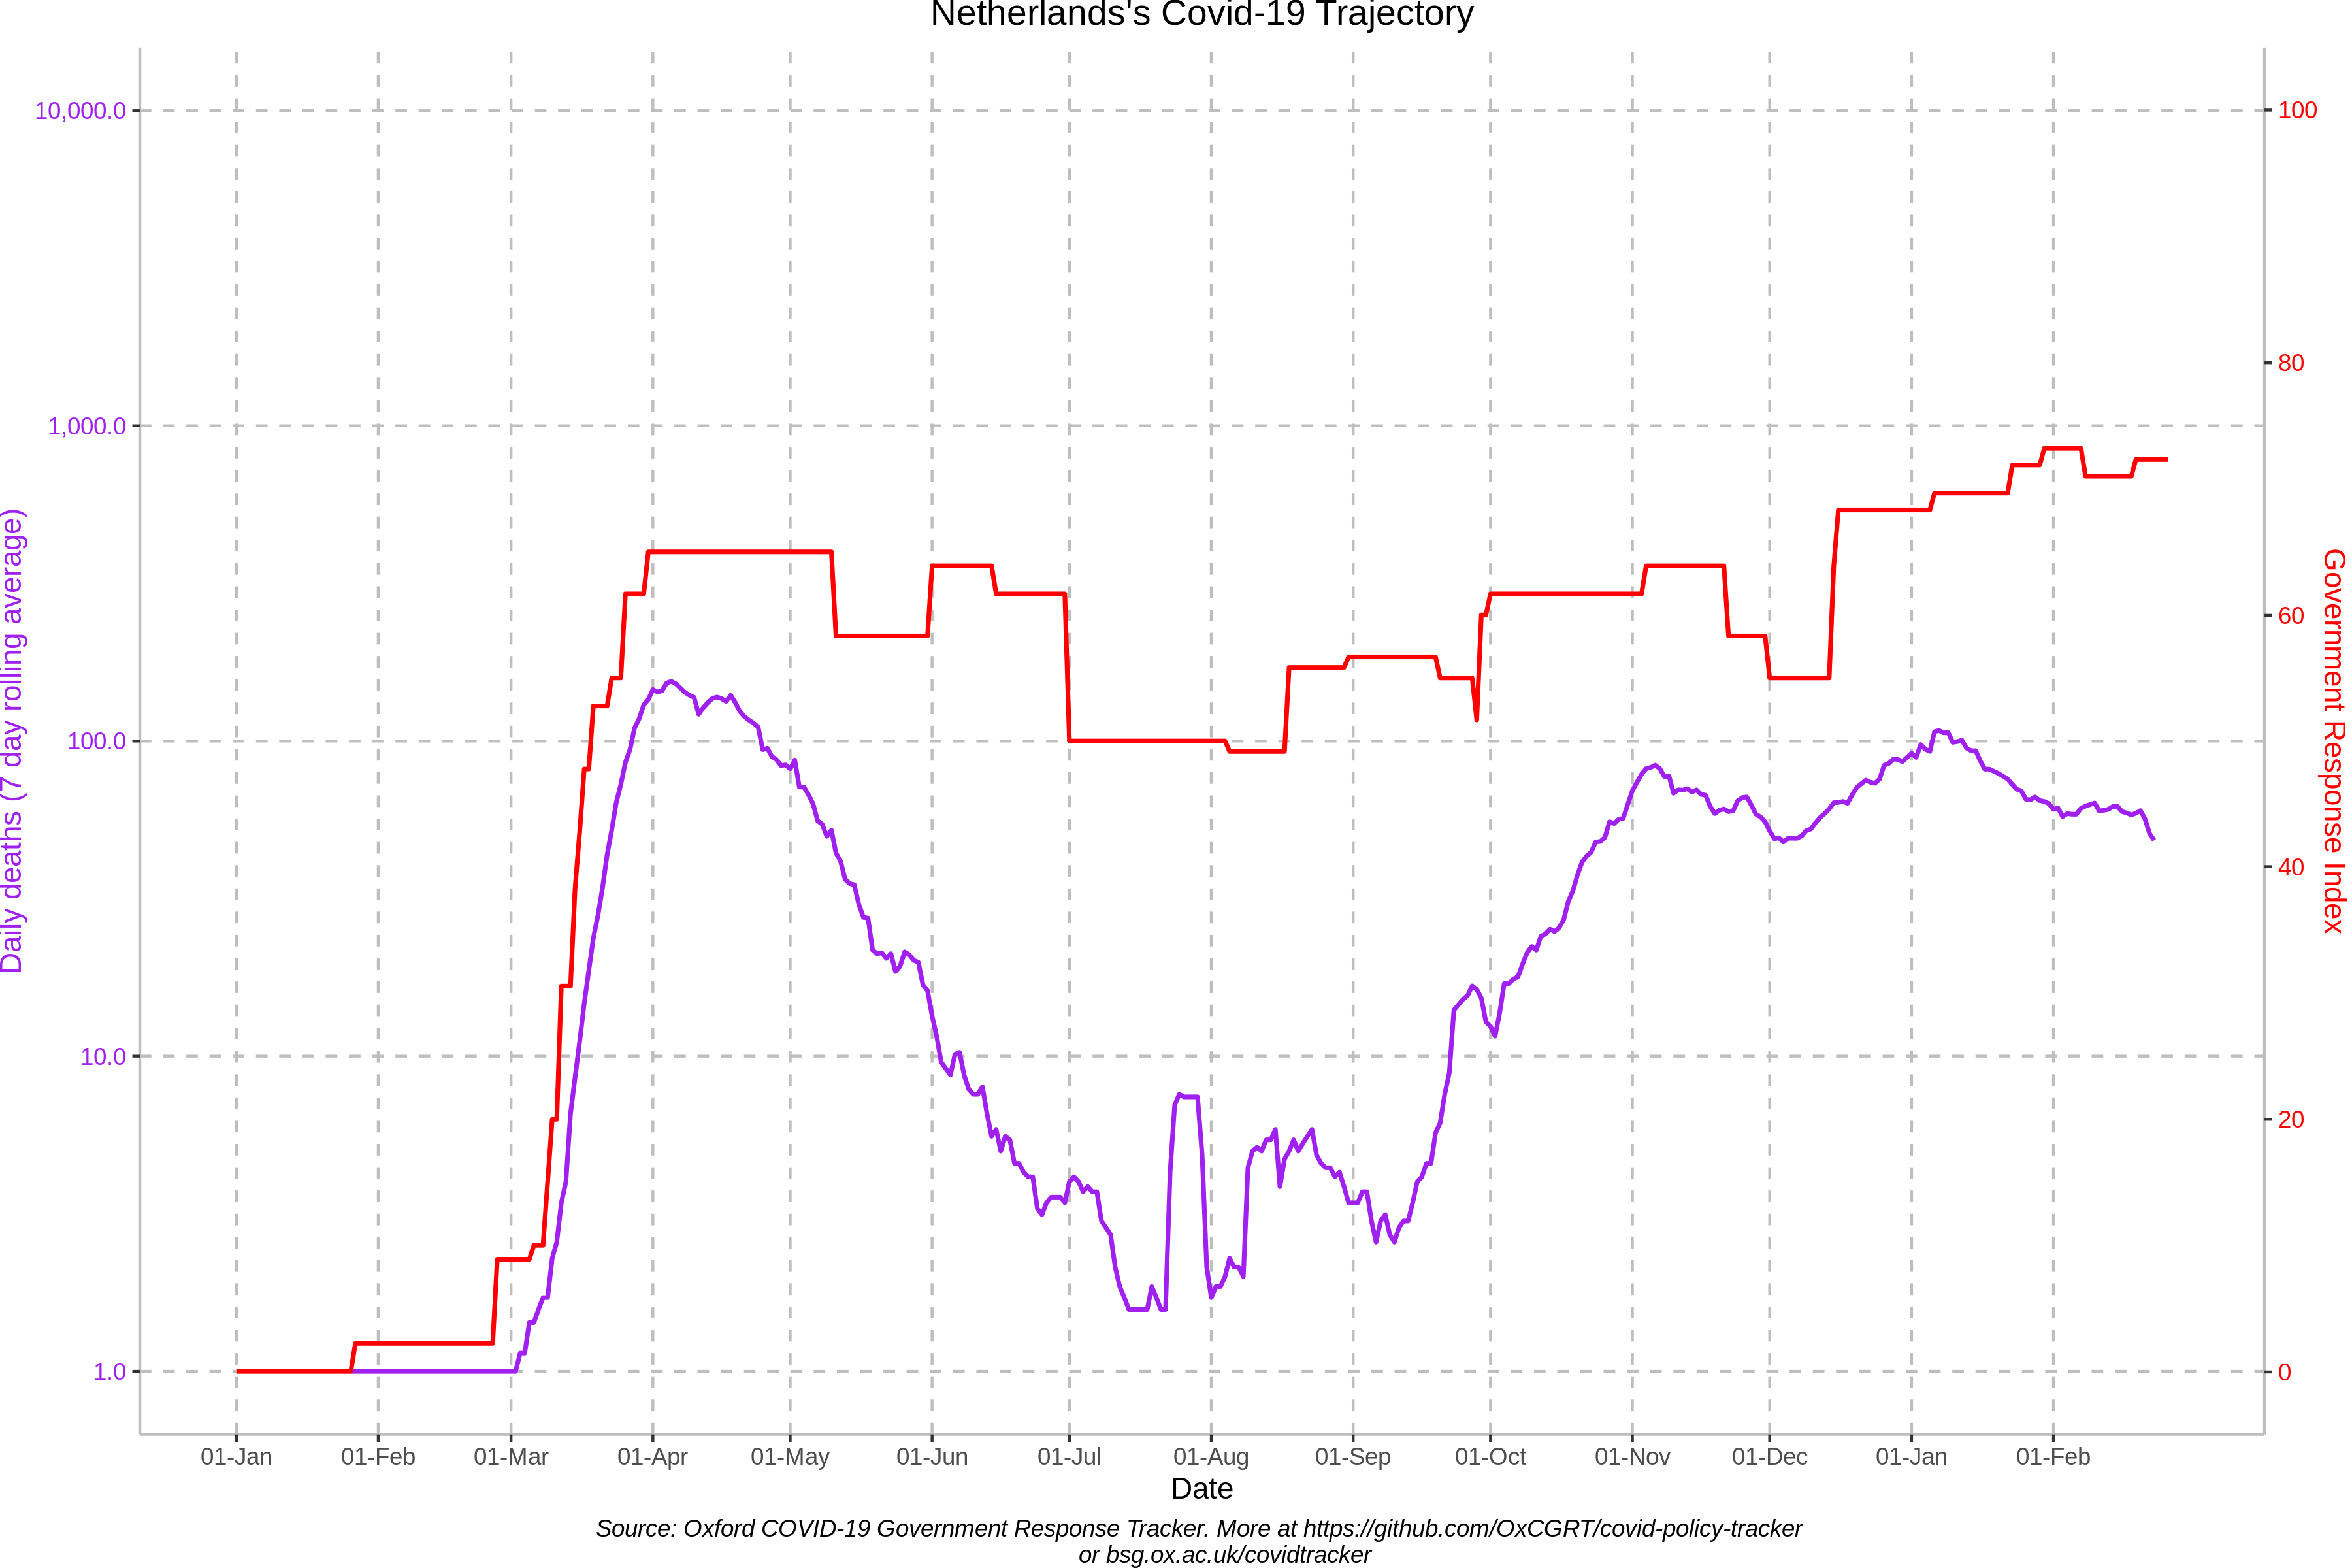 Netherlands's Covid-19 Trajectory
10,000.0
1,000.0
100.0
10.0
1.0
Daily deaths (7 day rolling average)
100
80
60
40
20
0
Government Response Index
01-Jan 01-Feb 01-Mar 01-Apr 01-May 01-Jun 01-Jul 01-Aug 01-Sep 01-Oct 01-Nov 01-Dec 01-Jan 01-Feb
Date
Source: Oxford COVID-19 Government Response Tracker. More at https://github.com/OxCGRT/covid-policy-tracker
or bsg.ox.ac.uk/covidtracker